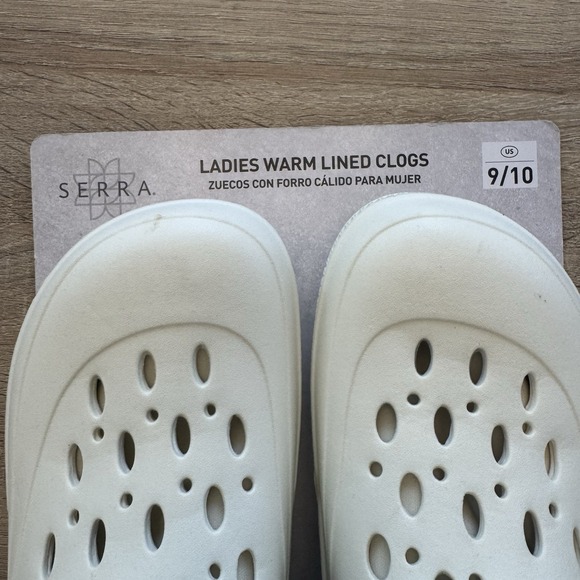 SERRA®
LADIES WARM LINED CLOGS
ZUECOS CON FORRO CÁLIDO PARA MUJER
US
9/10